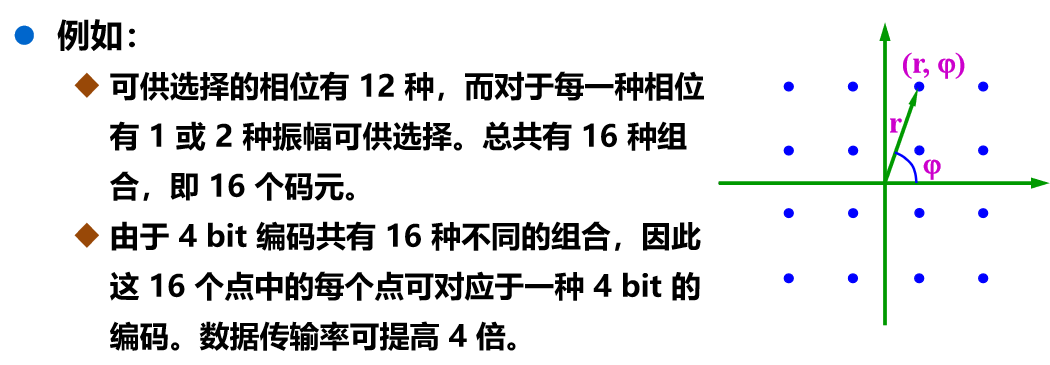 例如：
可供选择的相位有 12 种，而对于每一种相位
有 1 或 2 种振幅可供选择。总共有 16 种组
合，即 16 个码元。
由于 4 bit 编码共有 16 种不同的组合，因此
这 16 个点中的每个点可对应于一种 4 bit 的
编码。数据传输率可提高 4 倍。
(r, φ)
r
φ